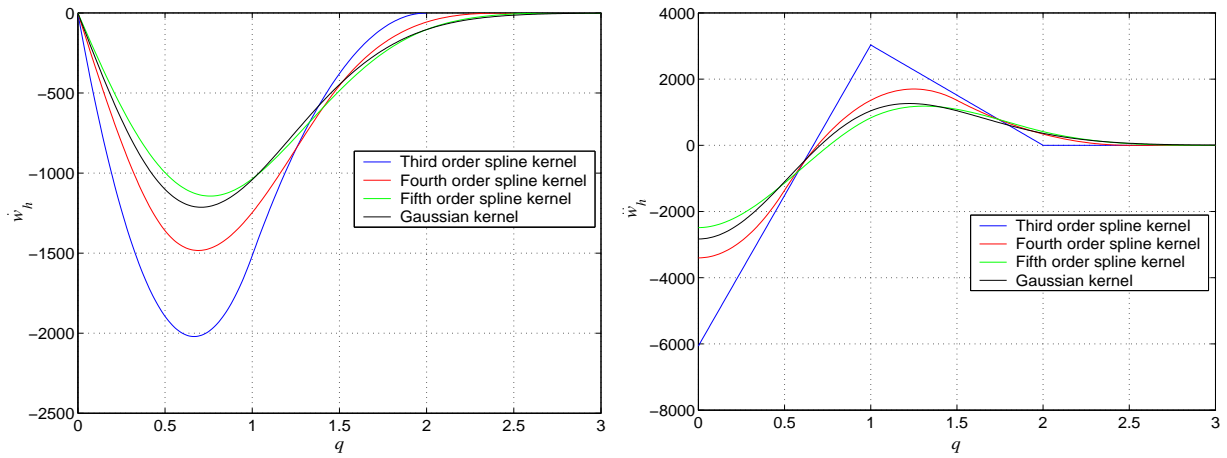 0
−500
−1000
−1500
−2000
−2500
0 0.5 1 1.5 2 2.5 3
q
ẇ_h
Third order spline kernel
Fourth order spline kernel
Fifth order spline kernel
Gaussian kernel
4000
2000
0
−2000
−4000
−6000
−8000
0 0.5 1 1.5 2 2.5 3
q
ẅ_h
Third order spline kernel
Fourth order spline kernel
Fifth order spline kernel
Gaussian kernel